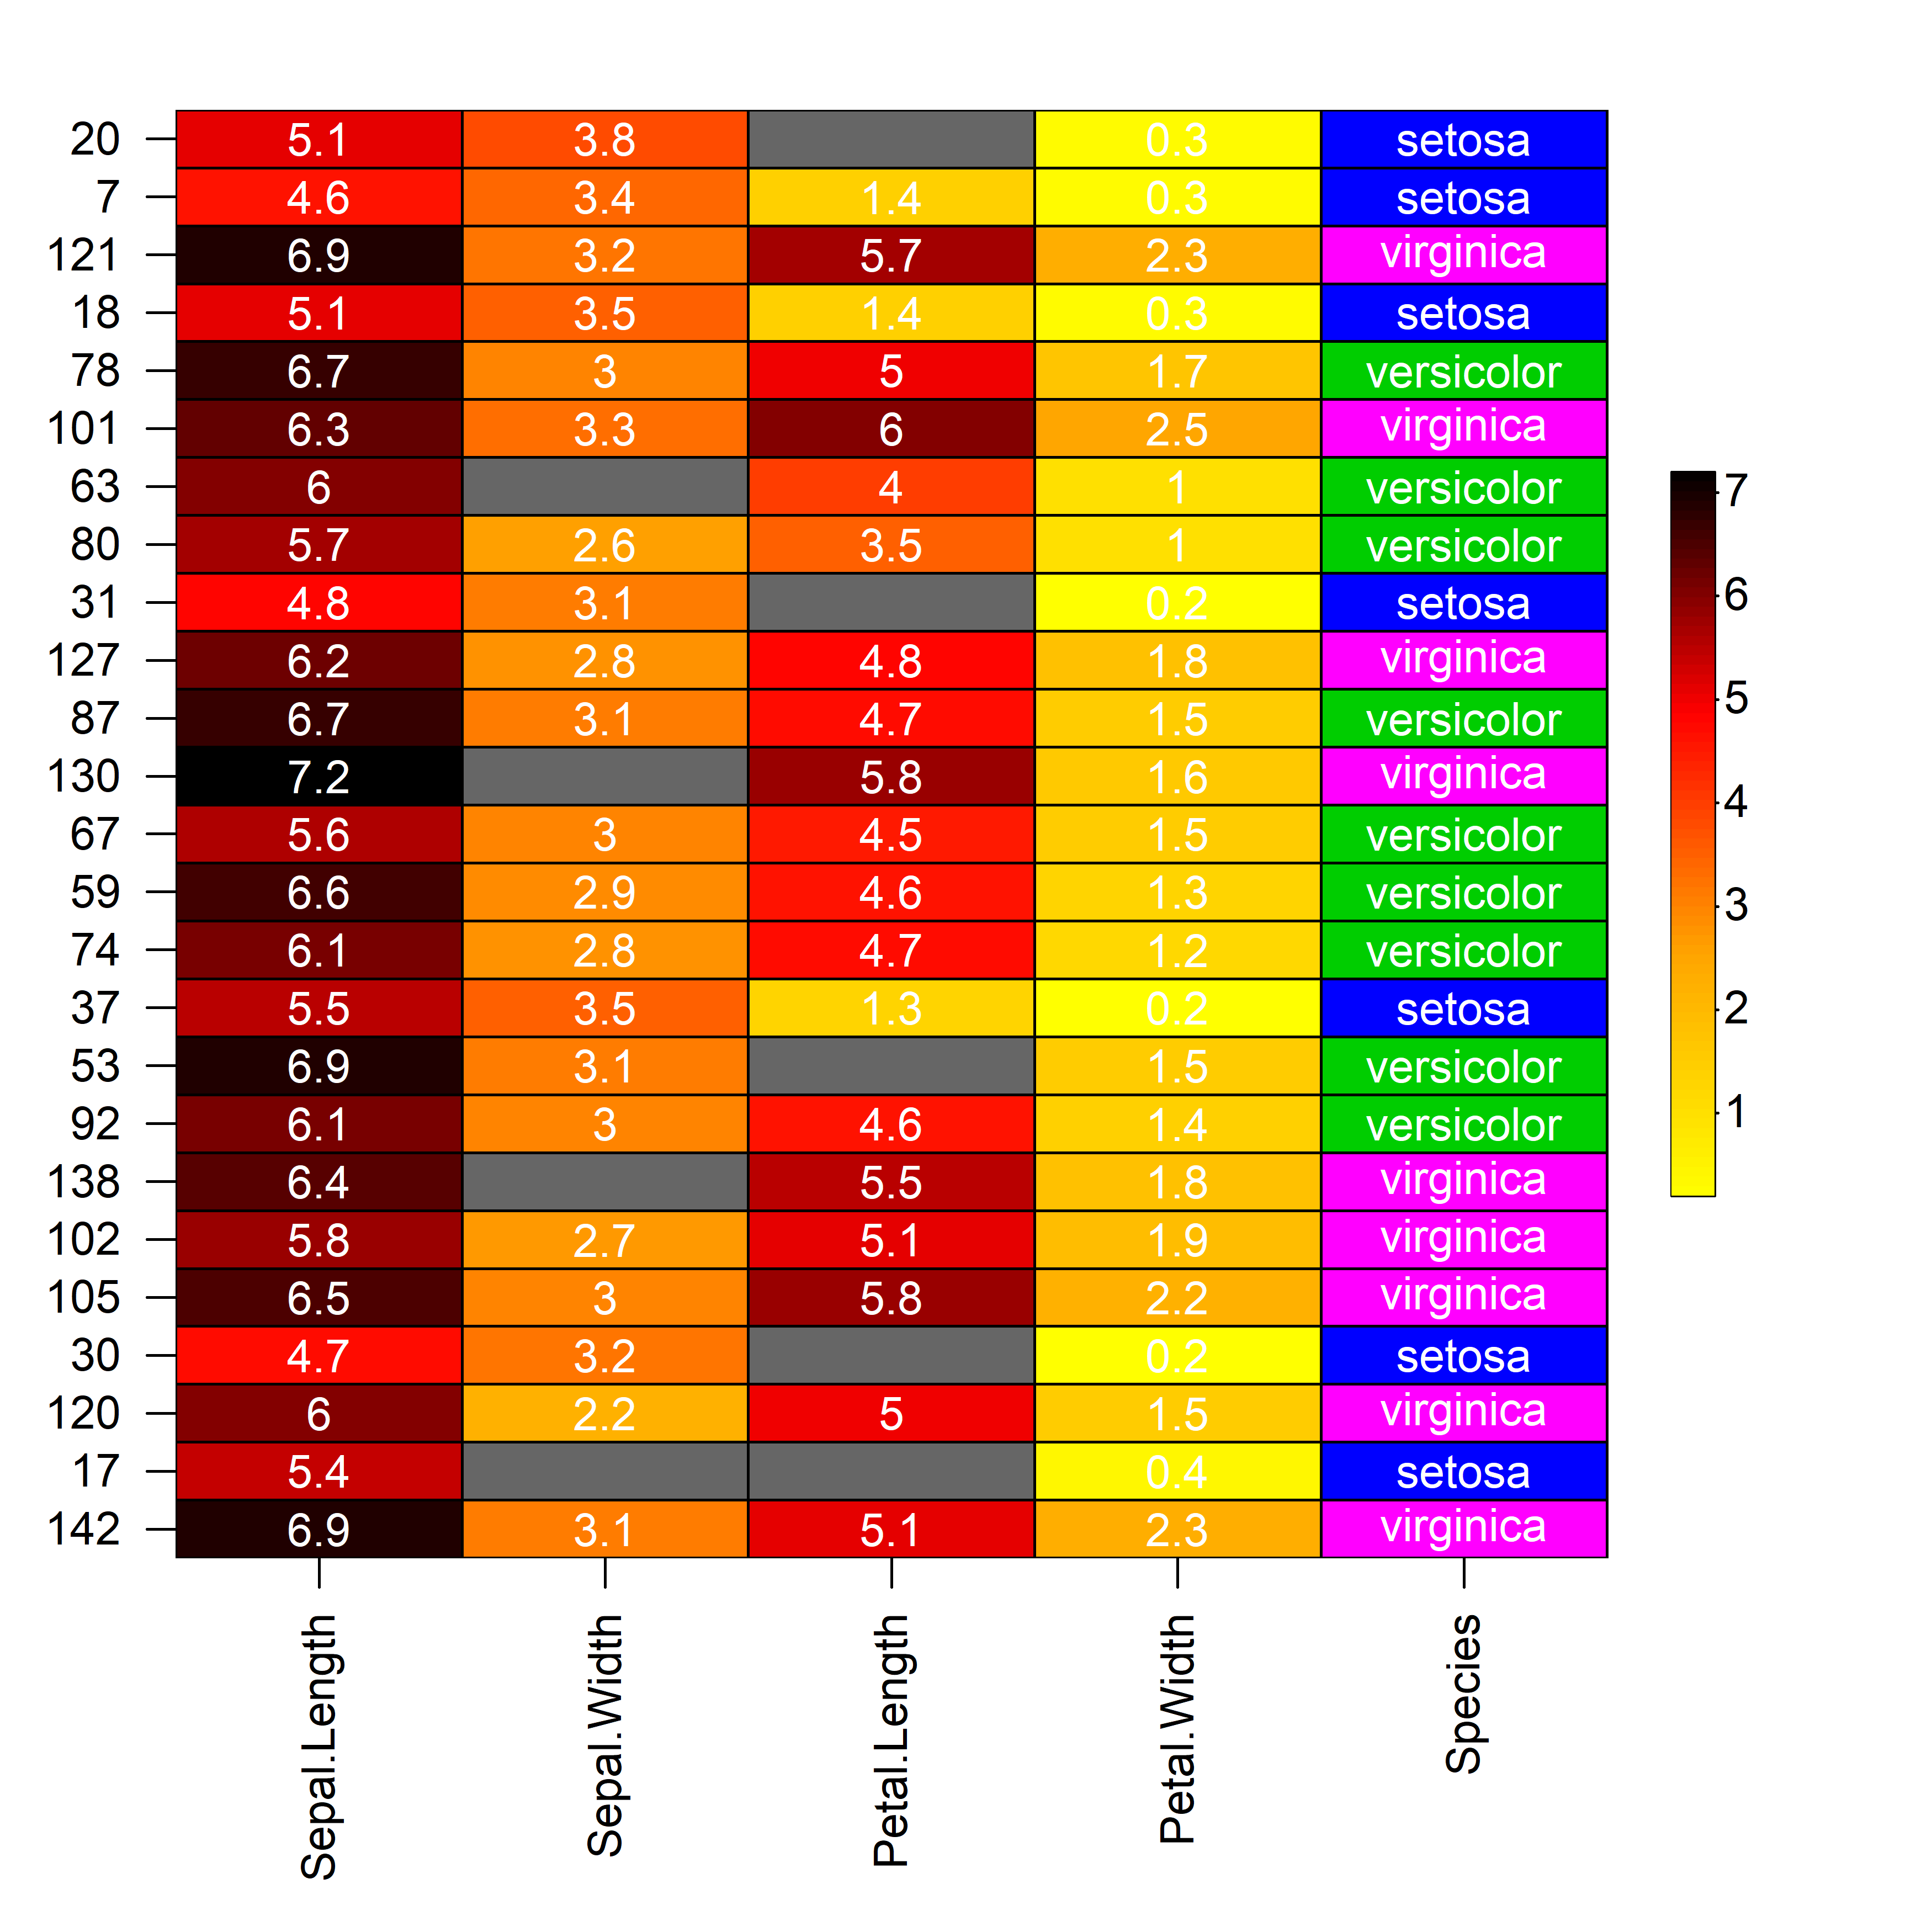 20 5.1 3.8 0.3 setosa
7 4.6 3.4 1.4 0.3 setosa
121 6.9 3.2 5.7 2.3 virginica
18 5.1 3.5 1.4 0.3 setosa
78 6.7 3 5 1.7 versicolor
101 6.3 3.3 6 2.5 virginica
63 6 4 1 versicolor
80 5.7 2.6 3.5 1 versicolor
31 4.8 3.1 0.2 setosa
127 6.2 2.8 4.8 1.8 virginica
87 6.7 3.1 4.7 1.5 versicolor
130 7.2 5.8 1.6 virginica
67 5.6 3 4.5 1.5 versicolor
59 6.6 2.9 4.6 1.3 versicolor
74 6.1 2.8 4.7 1.2 versicolor
37 5.5 3.5 1.3 0.2 setosa
53 6.9 3.1 1.5 versicolor
92 6.1 3 4.6 1.4 versicolor
138 6.4 5.5 1.8 virginica
102 5.8 2.7 5.1 1.9 virginica
105 6.5 3 5.8 2.2 virginica
30 4.7 3.2 0.2 setosa
120 6 2.2 5 1.5 virginica
17 5.4 0.4 setosa
142 6.9 3.1 5.1 2.3 virginica
Sepal.Length
Sepal.Width
Petal.Length
Petal.Width
Species
7
6
5
4
3
2
1